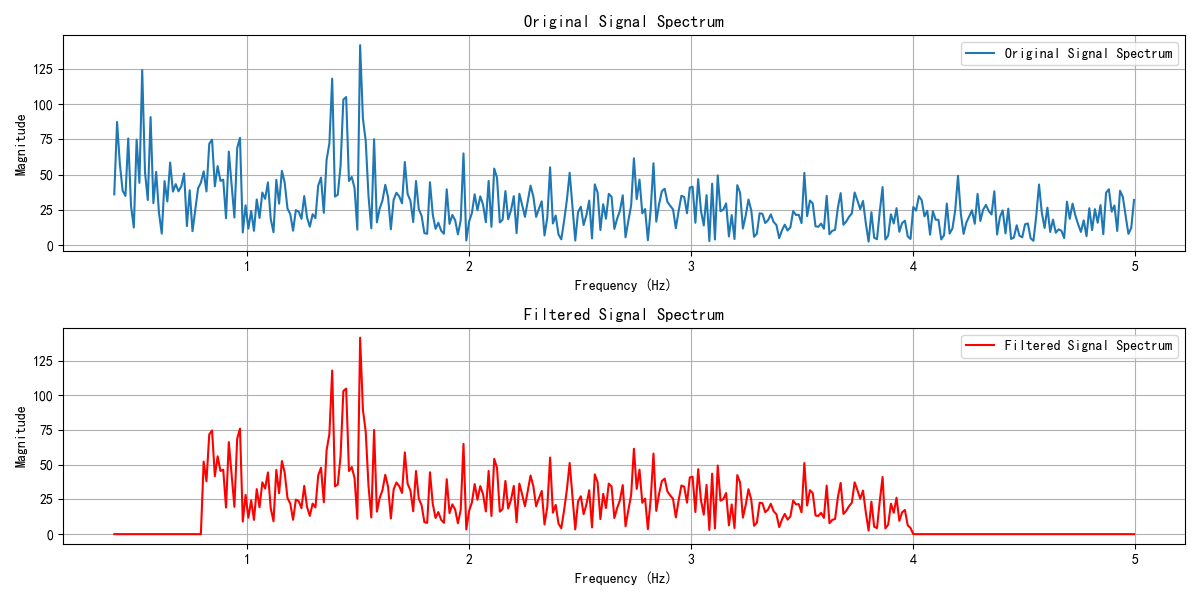 Original Signal Spectrum
Original Signal Spectrum
125
100
75
50
25
0
Magnitude
1 2 3 4 5
Frequency (Hz)
Filtered Signal Spectrum
Filtered Signal Spectrum
125
100
75
50
25
0
Magnitude
1 2 3 4 5
Frequency (Hz)